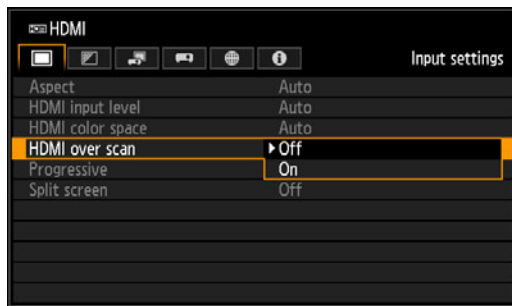 HDMI HDMI
Input settings
Aspect Auto
HDMI input level Auto
HDMI color space Auto
HDMI over scan Off
Progressive On
Split screen Off